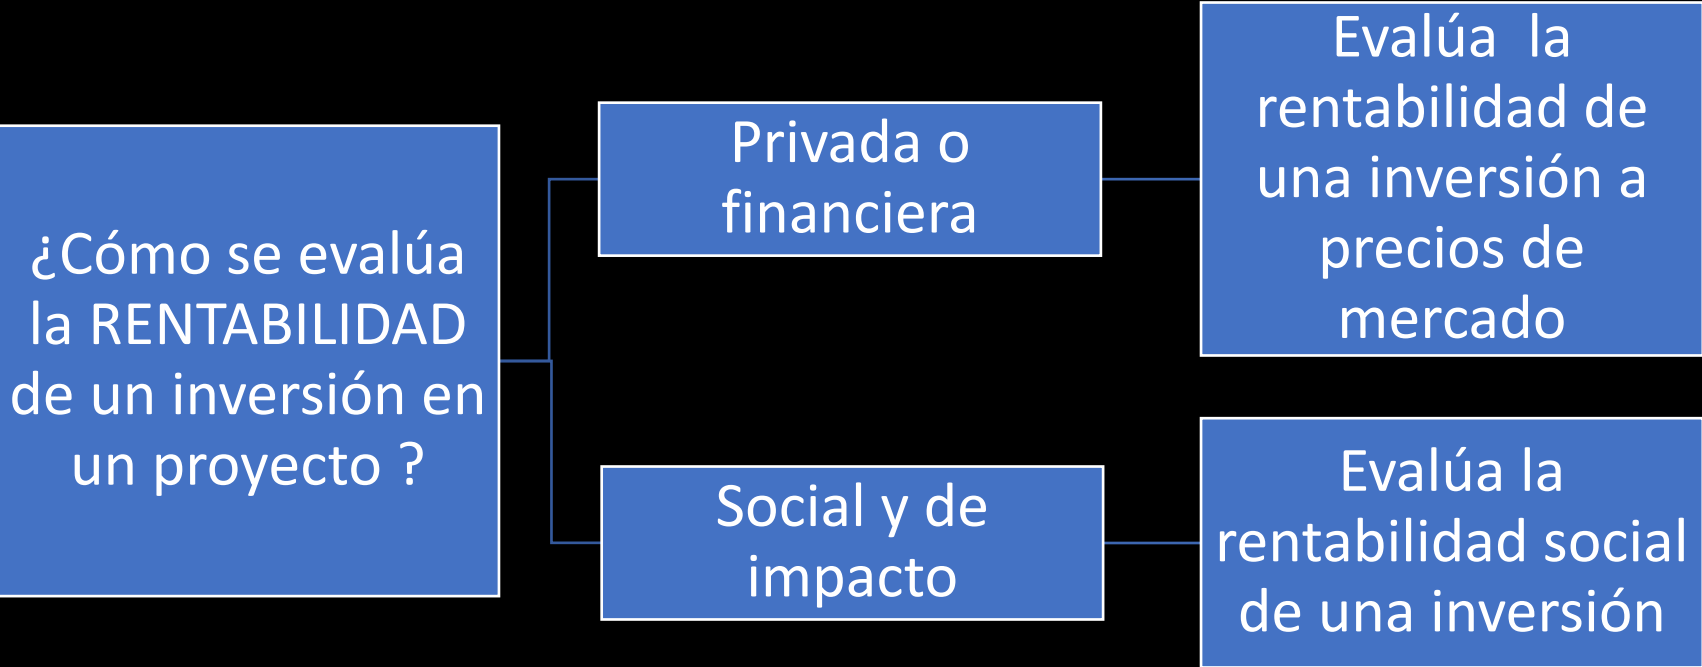 ¿Cómo se evalúa
la RENTABILIDAD
de un inversión en
un proyecto ?
Privada o
financiera
Evalúa  la
rentabilidad de
una inversión a
precios de
mercado
Social y de
impacto
Evalúa la
rentabilidad social
de una inversión